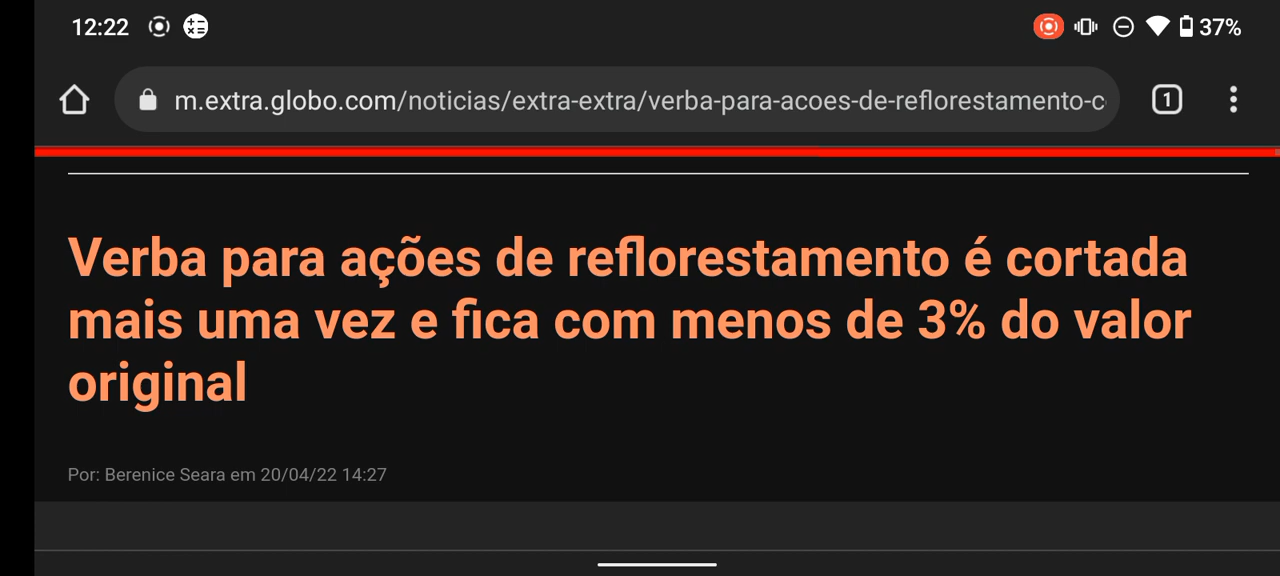 12:22
37%
m.extra.globo.com/noticias/extra-extra/verba-para-acoes-de-reflorestamento-c
1
Verba para ações de reflorestamento é cortada
mais uma vez e fica com menos de 3% do valor
original
Por: Berenice Seara em 20/04/22 14:27